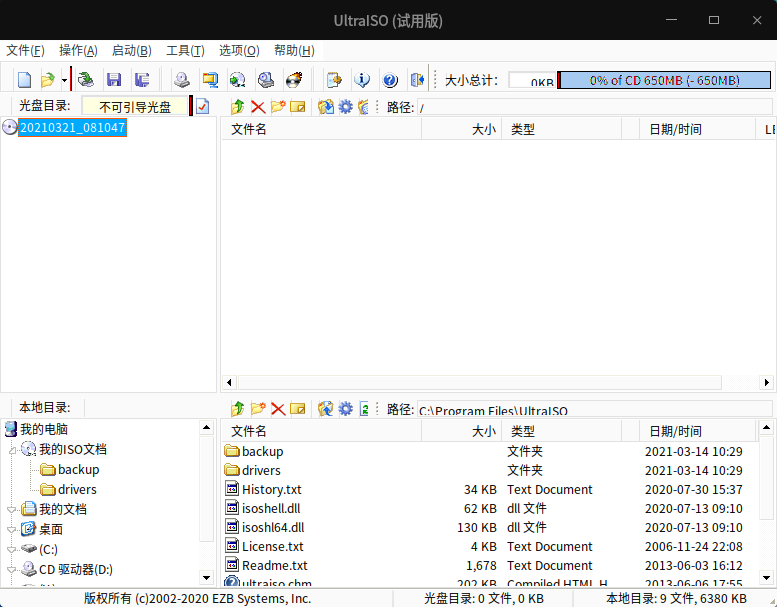 UltraISO (试用版)
文件(F) 操作(A) 启动(B) 工具(T) 选项(O) 帮助(H)
大小总计: 0KB 0% of CD 650MB (- 650MB)
光盘目录: 不可引导光盘 路径: /
20210321_081047
文件名 大小 类型 日期/时间
本地目录: 路径: C:\Program Files\UltraISO
我的电脑
我的ISO文档
backup
drivers
我的文档
桌面
(C:)
CD 驱动器(D:)
文件名 大小 类型 日期/时间
backup 文件夹 2021-03-14 10:29
drivers 文件夹 2021-03-14 10:29
History.txt 34 KB Text Document 2020-07-30 15:37
isoshell.dll 62 KB dll 文件 2020-07-13 09:10
isoshl64.dll 130 KB dll 文件 2020-07-13 09:10
License.txt 4 KB Text Document 2006-11-24 22:08
Readme.txt 1,678 Text Document 2013-06-03 16:12
ultraiso.chm 202 KB Compiled HTML H 2013-06-06 17:55
版权所有 (c)2002-2020 EZB Systems, Inc. 光盘目录: 0 文件, 0 KB 本地目录: 9 文件, 6380 KB